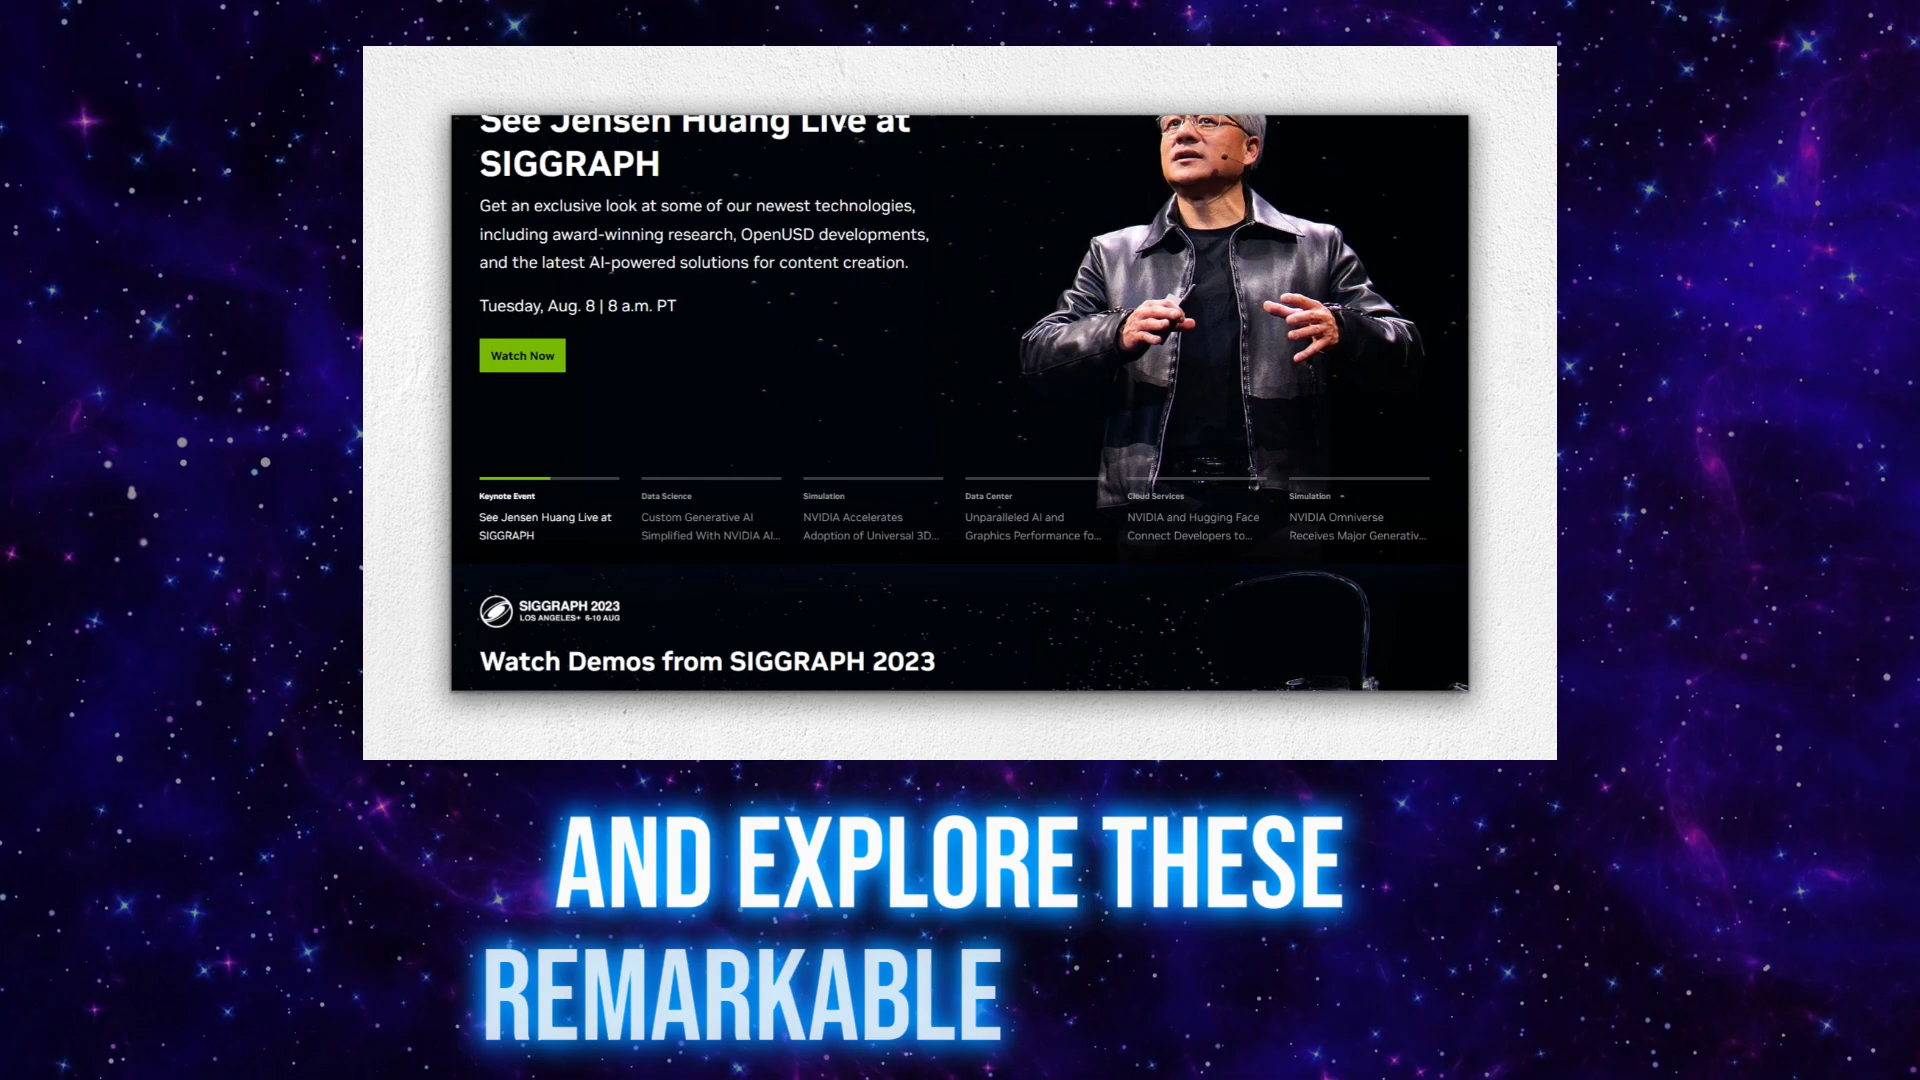 See Jensen Huang Live at
SIGGRAPH
Get an exclusive look at some of our newest technologies,
including award-winning research, OpenUSD developments,
and the latest AI-powered solutions for content creation.
Tuesday, Aug. 8 | 8 a.m. PT
Watch Now
Keynote Event
See Jensen Huang Live at
SIGGRAPH
Data Science
Custom Generative AI
Simplified With NVIDIA AI...
Simulation
NVIDIA Accelerates
Adoption of Universal 3D...
Data Center
Unparalleled AI and
Graphics Performance fo...
Cloud Services
NVIDIA and Hugging Face
Connect Developers to...
Simulation
NVIDIA Omniverse
Receives Major Generativ...
SIGGRAPH 2023
LOS ANGELES+ 6-10 AUG
Watch Demos from SIGGRAPH 2023
AND EXPLORE THESE
REMARKABLE